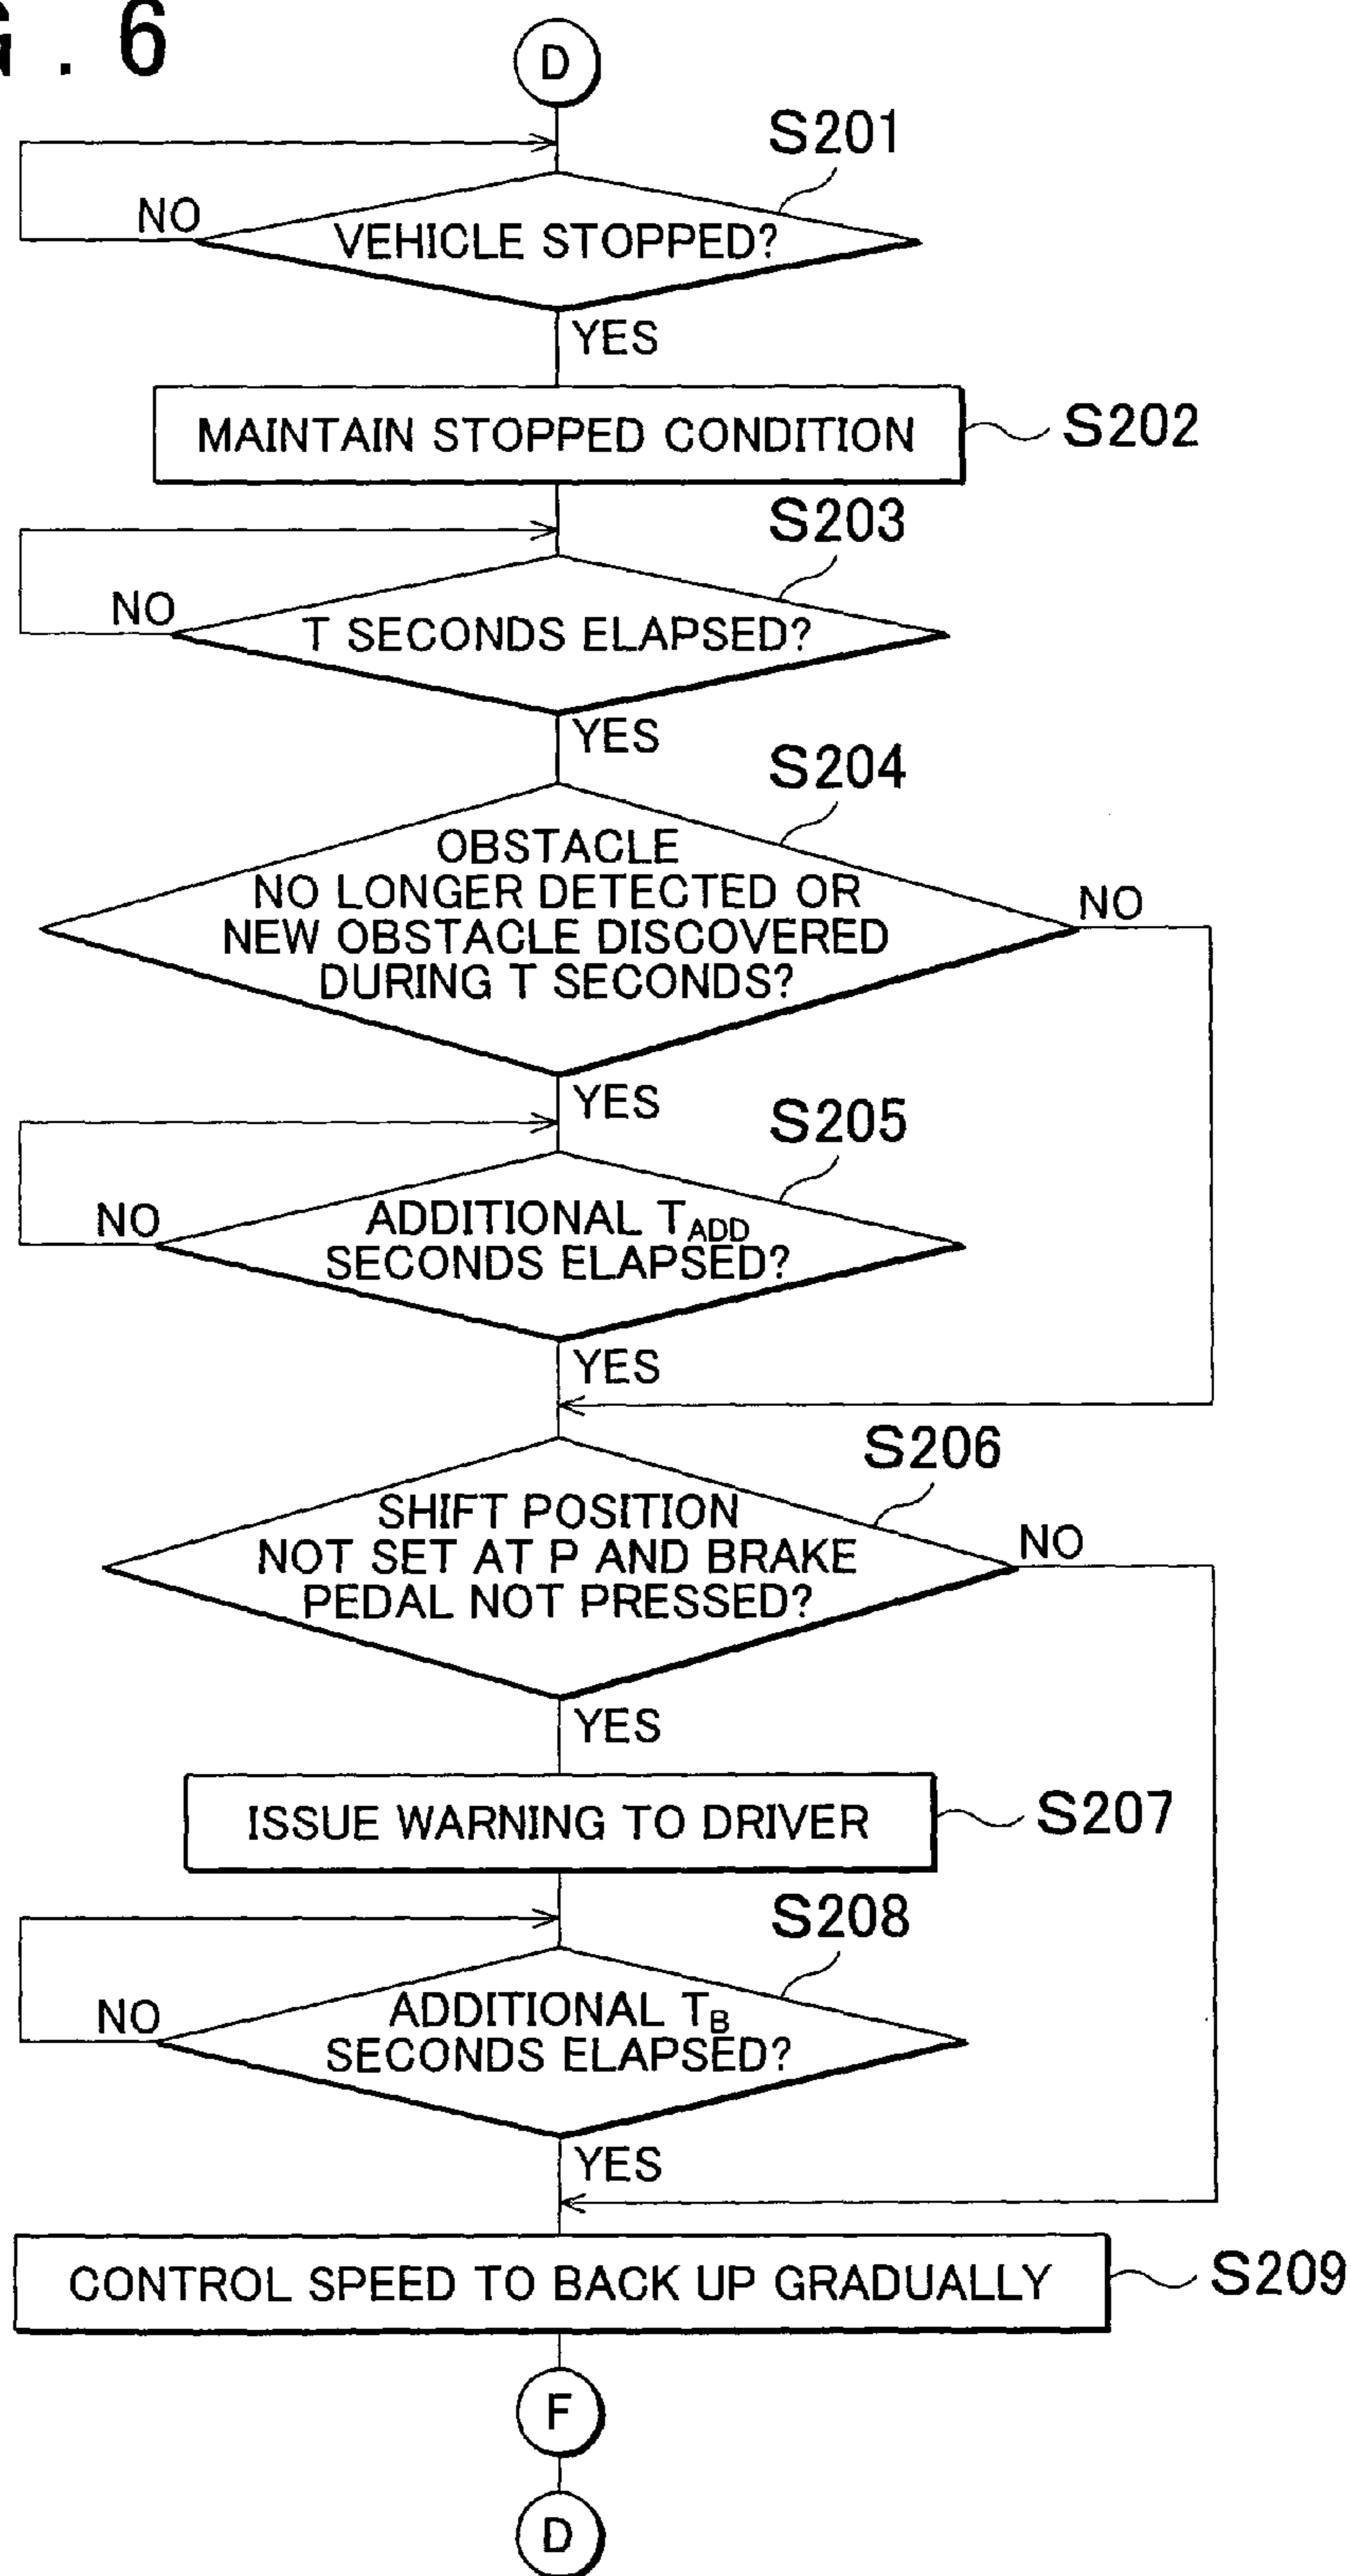 G . 6
D
S201
NO
VEHICLE STOPPED?
YES
MAINTAIN STOPPED CONDITION
S202
S203
NO
T SECONDS ELAPSED?
YES
S204
OBSTACLE
NO LONGER DETECTED OR
NEW OBSTACLE DISCOVERED
DURING T SECONDS?
NO
YES
S205
NO
ADDITIONAL TADD
SECONDS ELAPSED?
YES
S206
SHIFT POSITION
NOT SET AT P AND BRAKE
PEDAL NOT PRESSED?
NO
YES
ISSUE WARNING TO DRIVER
S207
S208
NO
ADDITIONAL TB
SECONDS ELAPSED?
YES
CONTROL SPEED TO BACK UP GRADUALLY
S209
F
D